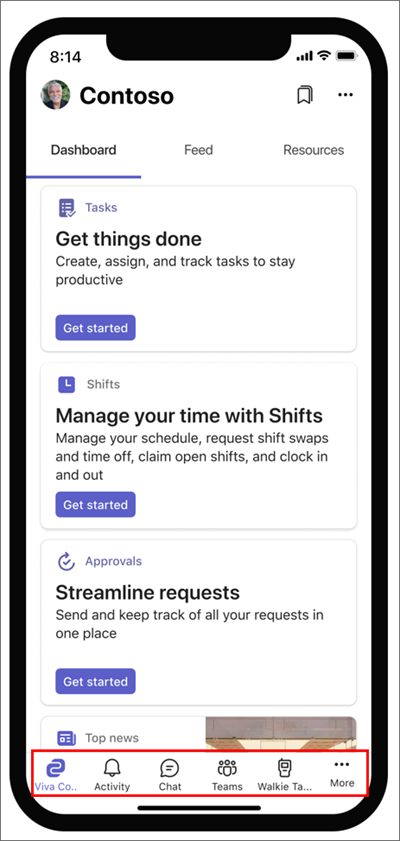 8:14
Contoso
Dashboard Feed Resources
Tasks
Get things done
Create, assign, and track tasks to stay
productive
Get started
Shifts
Manage your time with Shifts
Manage your schedule, request shift swaps
and time off, claim open shifts, and clock in
and out
Get started
Approvals
Streamline requests
Send and keep track of all your requests in
one place
Get started
Top news
Viva Co.. Activity Chat Teams Walkie Ta... More